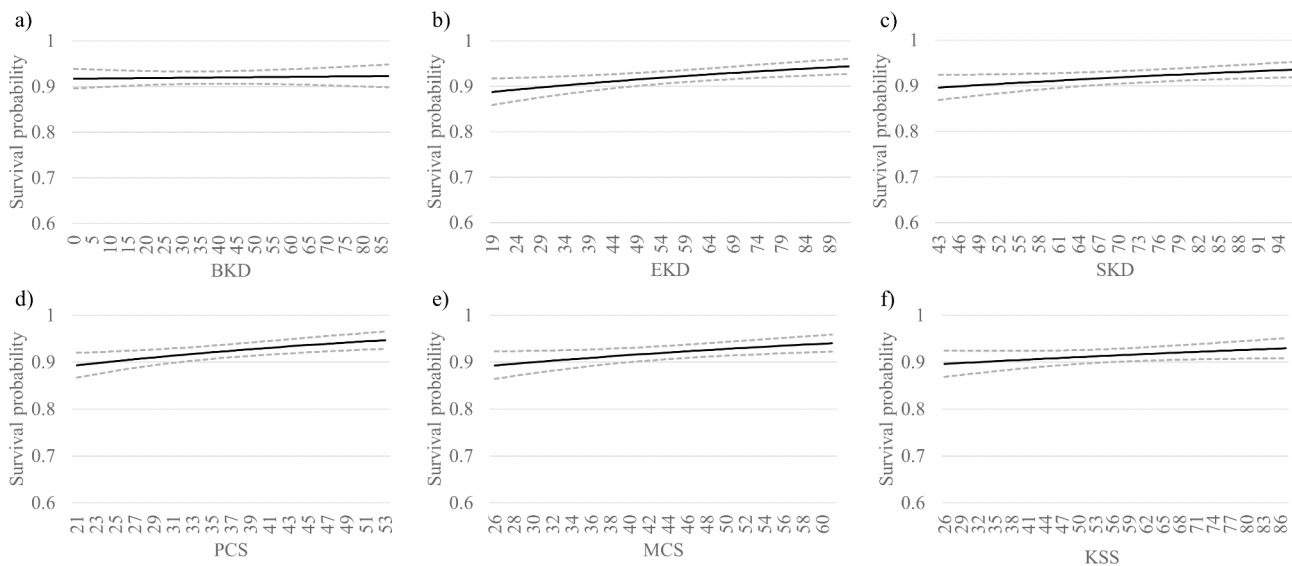 a)
Survival probability
1
0.9
0.8
0.7
0.6
0 5 10 15 20 25 30 35 40 45 50 55 60 65 70 75 80 85
BKD
b)
Survival probability
1
0.9
0.8
0.7
0.6
19 24 29 34 39 44 49 54 59 64 69 74 79 84 89
EKD
c)
Survival probability
1
0.9
0.8
0.7
0.6
43 46 49 52 55 58 61 64 67 70 73 76 79 82 85 88 91 94
SKD
d)
Survival probability
1
0.9
0.8
0.7
0.6
21 23 25 27 29 31 33 35 37 39 41 43 45 47 49 51 53
PCS
e)
Survival probability
1
0.9
0.8
0.7
0.6
26 28 30 32 34 36 38 40 42 44 46 48 50 52 54 56 58 60
MCS
f)
Survival probability
1
0.9
0.8
0.7
0.6
26 29 32 35 38 41 44 47 50 53 56 59 62 65 68 71 74 77 80 83 86
KSS